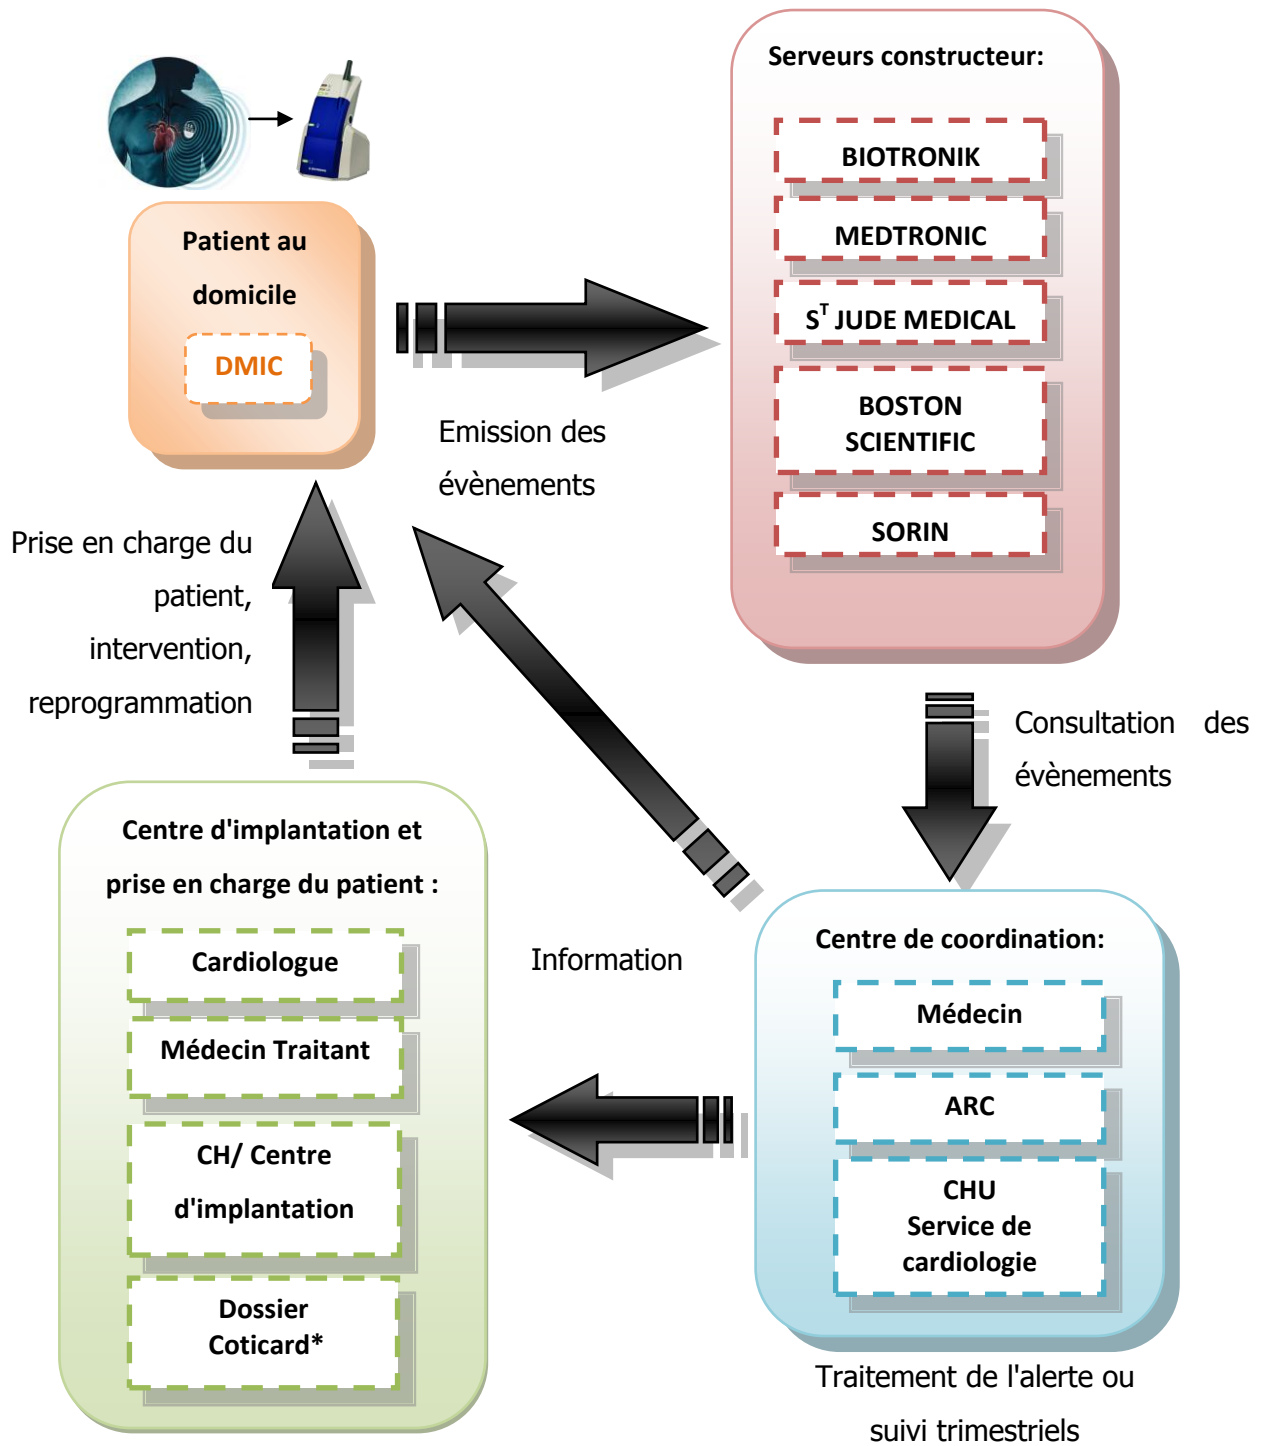 Serveurs constructeur:
BIOTRONIK
MEDTRONIC
Sᵀ JUDE MEDICAL
BOSTON
SCIENTIFIC
SORIN
Patient au
domicile
DMIC
Emission des
évènements
Prise en charge du
patient,
intervention,
reprogrammation
Consultation des
évènements
Centre d'implantation et
prise en charge du patient :
Cardiologue
Médecin Traitant
CH/ Centre
d'implantation
Dossier
Coticard*
Information
Centre de coordination:
Médecin
ARC
CHU
Service de
cardiologie
Traitement de l'alerte ou
suivi trimestriels